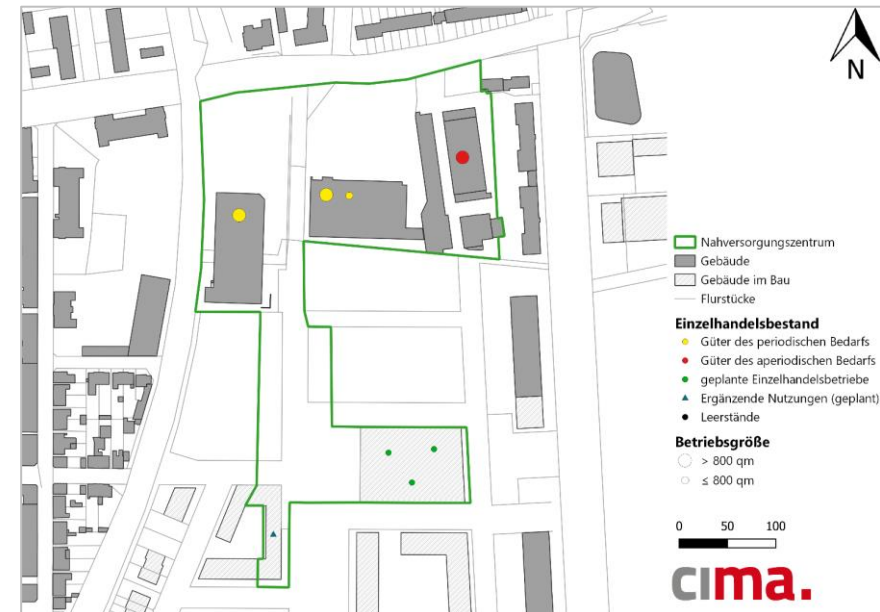 N
Nahversorgungszentrum
Gebäude
Gebäude im Bau
Flurstücke
Einzelhandelsbestand
Güter des periodischen Bedarfs
Güter des aperiodischen Bedarfs
geplante Einzelhandelsbetriebe
Ergänzende Nutzungen (geplant)
Leerstände
Betriebsgröße
> 800 qm
≤ 800 qm
0 50 100
cima.